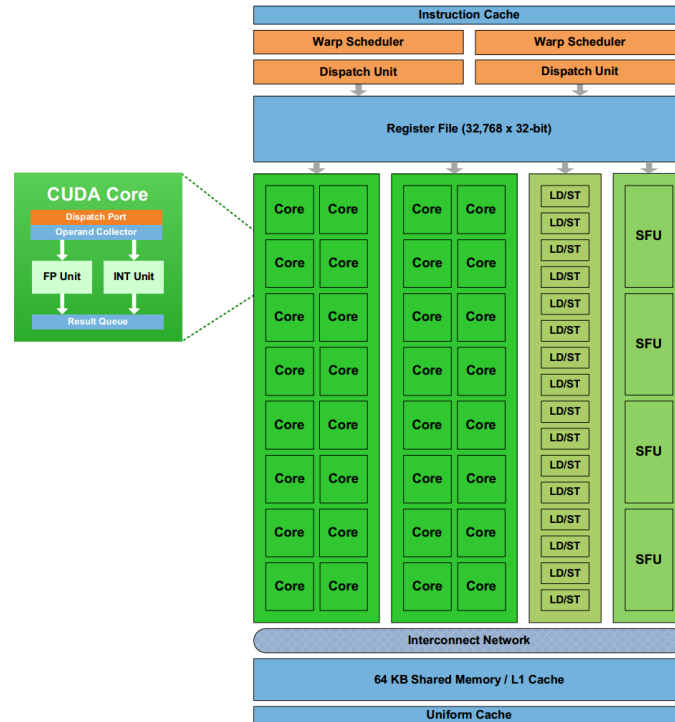 Instruction Cache
Warp Scheduler Warp Scheduler
Dispatch Unit Dispatch Unit
Register File (32,768 x 32-bit)
CUDA Core
Dispatch Port
Operand Collector
FP Unit INT Unit
Result Queue
Core Core Core Core LD/ST LD/ST SFU
Core Core Core Core LD/ST LD/ST
Core Core Core Core LD/ST LD/ST SFU
Core Core Core Core LD/ST LD/ST
Core Core Core Core LD/ST LD/ST SFU
Core Core Core Core LD/ST LD/ST
Core Core Core Core LD/ST LD/ST SFU
Core Core Core Core LD/ST LD/ST
Interconnect Network
64 KB Shared Memory / L1 Cache
Uniform Cache